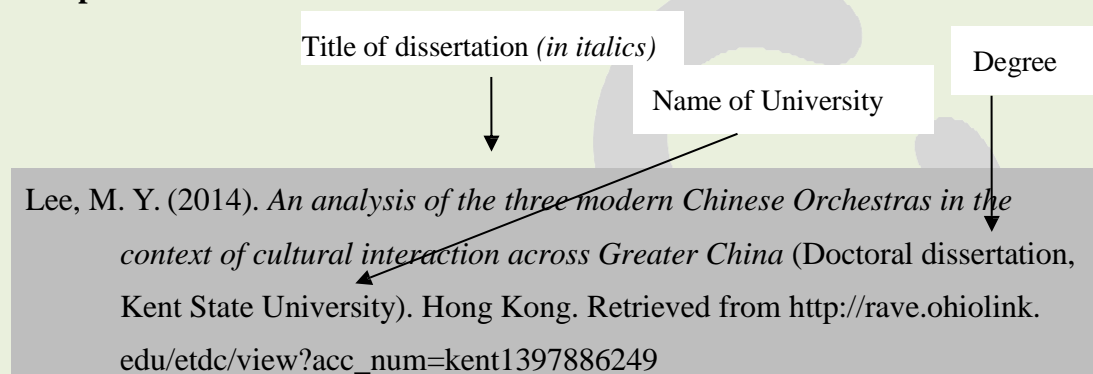 Title of dissertation (in italics)
Degree
Name of University
Lee, M. Y. (2014). An analysis of the three modern Chinese Orchestras in the
context of cultural interaction across Greater China (Doctoral dissertation,
Kent State University). Hong Kong. Retrieved from http://rave.ohiolink.
edu/etdc/view?acc_num=kent1397886249